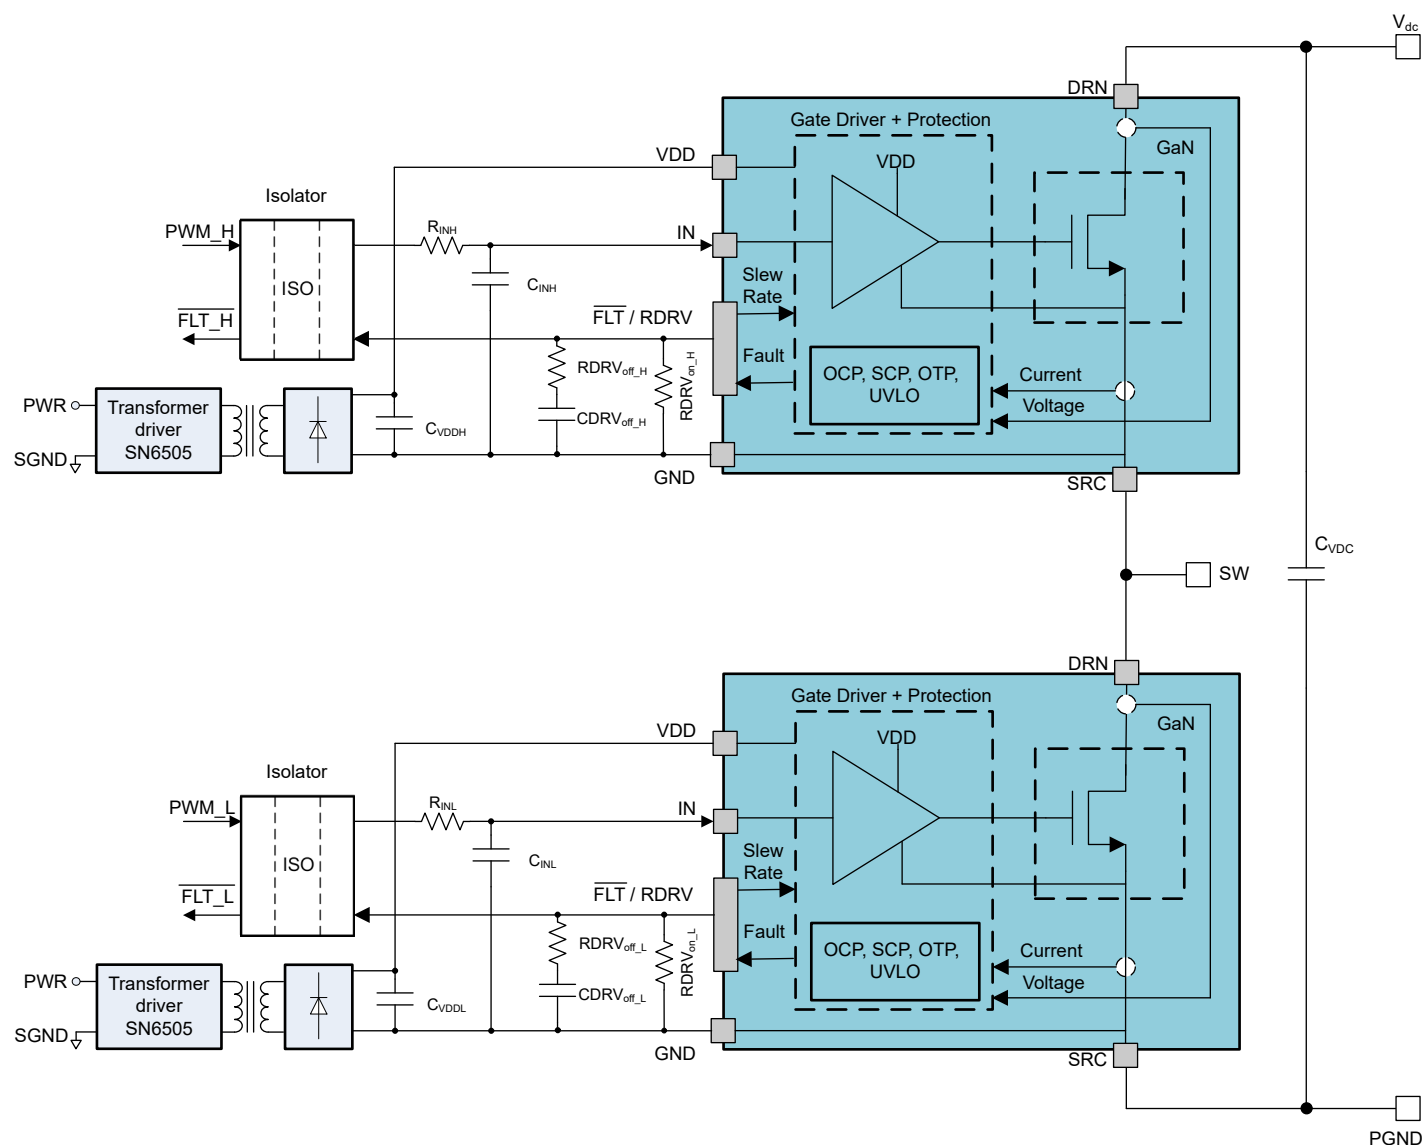 Vdc
DRN
Gate Driver + Protection
GaN
VDD
VDD
Isolator
PWM_H
RINH
IN
ISO
CINH
Slew
Rate
FLT_H
FLT / RDRV
Fault
RDRVoff_H
RDRVon_H
OCP, SCP, OTP,
UVLO
Current
Voltage
PWR
Transformer
driver
SN6505
CVDDH
CDRVoff_H
SGND
GND
SRC
CVDC
SW
DRN
Gate Driver + Protection
GaN
VDD
VDD
Isolator
PWM_L
RINL
IN
ISO
CINL
Slew
Rate
FLT_L
FLT / RDRV
Fault
RDRVoff_L
RDRVon_L
OCP, SCP, OTP,
UVLO
Current
Voltage
PWR
Transformer
driver
SN6505
CVDDL
CDRVoff_L
SGND
GND
SRC
PGND